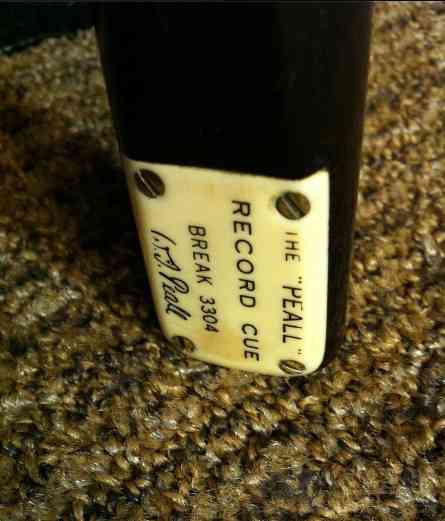 THE "PEALL"
RECORD CUE
BREAK 3304
W.J. Peall